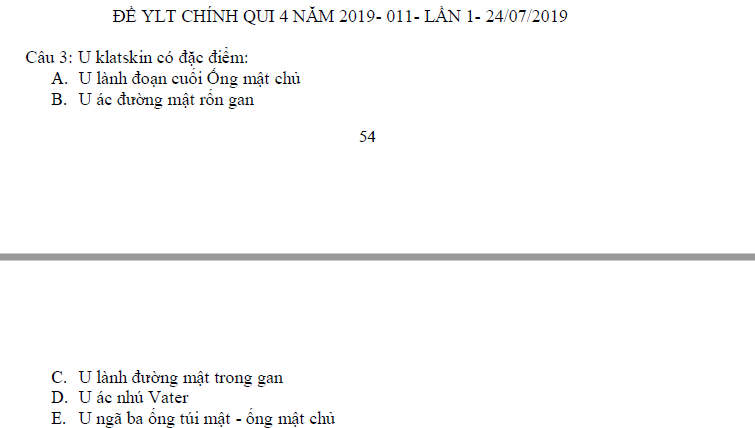 ĐỀ YLT CHÍNH QUI 4 NĂM 2019- 011- LẦN 1- 24/07/2019
Câu 3: U klatskin có đặc điểm:
A. U lành đoạn cuối Ống mật chủ
B. U ác đường mật rốn gan
54
C. U lành đường mật trong gan
D. U ác nhú Vater
E. U ngã ba ống túi mật - ống mật chủ